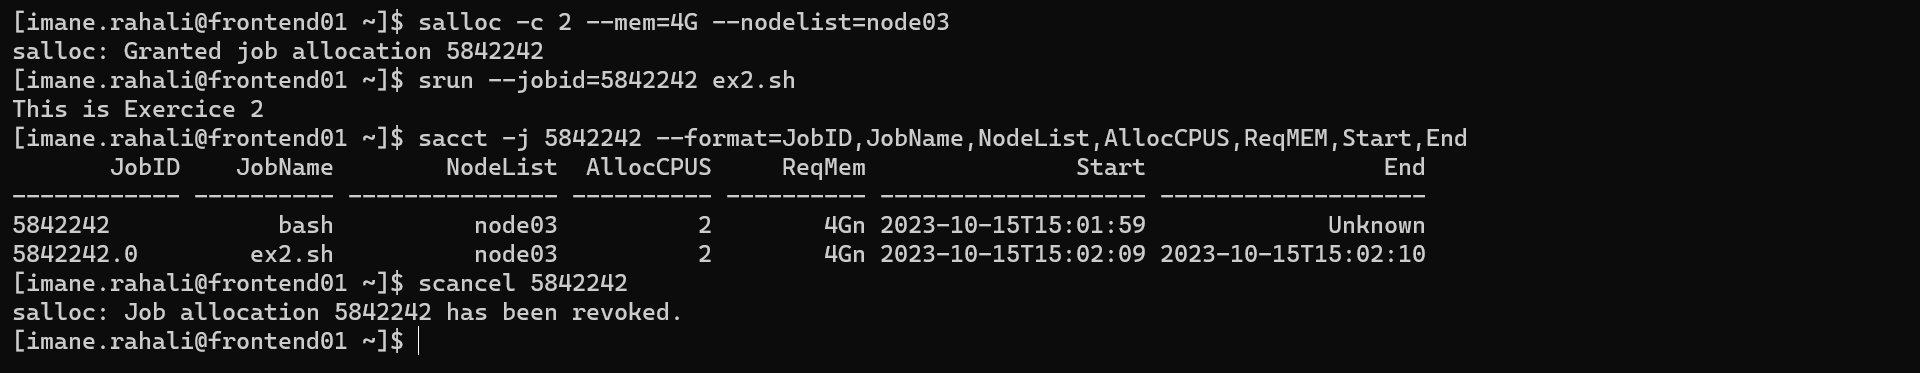 [imane.rahali@frontend01 ~]$ salloc -c 2 --mem=4G --nodelist=node03
salloc: Granted job allocation 5842242
[imane.rahali@frontend01 ~]$ srun --jobid=5842242 ex2.sh
This is Exercice 2
[imane.rahali@frontend01 ~]$ sacct -j 5842242 --format=JobID,JobName,NodeList,AllocCPUS,ReqMEM,Start,End
       JobID    JobName        NodeList  AllocCPUS     ReqMem               Start                 End
------------ ---------- --------------- ---------- ---------- ------------------- -------------------
5842242            bash          node03          2        4Gn 2023-10-15T15:01:59             Unknown
5842242.0        ex2.sh          node03          2        4Gn 2023-10-15T15:02:09 2023-10-15T15:02:10
[imane.rahali@frontend01 ~]$ scancel 5842242
salloc: Job allocation 5842242 has been revoked.
[imane.rahali@frontend01 ~]$